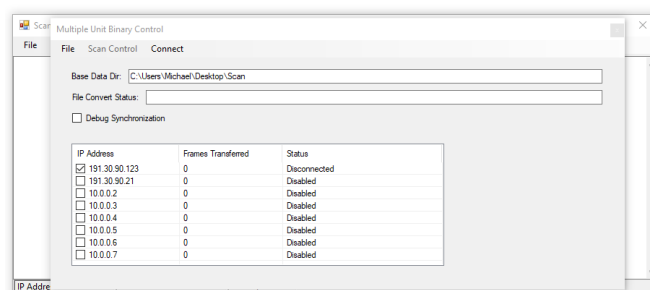 Scan
Multiple Unit Binary Control
File
File Scan Control Connect
Base Data Dir: C:\Users\Michael\Desktop\Scan
File Convert Status:
Debug Synchronization
IP Address Frames Transferred Status
191.30.90.123 0 Disconnected
191.30.90.21 0 Disabled
10.0.0.2 0 Disabled
10.0.0.3 0 Disabled
10.0.0.4 0 Disabled
10.0.0.5 0 Disabled
10.0.0.6 0 Disabled
10.0.0.7 0 Disabled
IP Addre